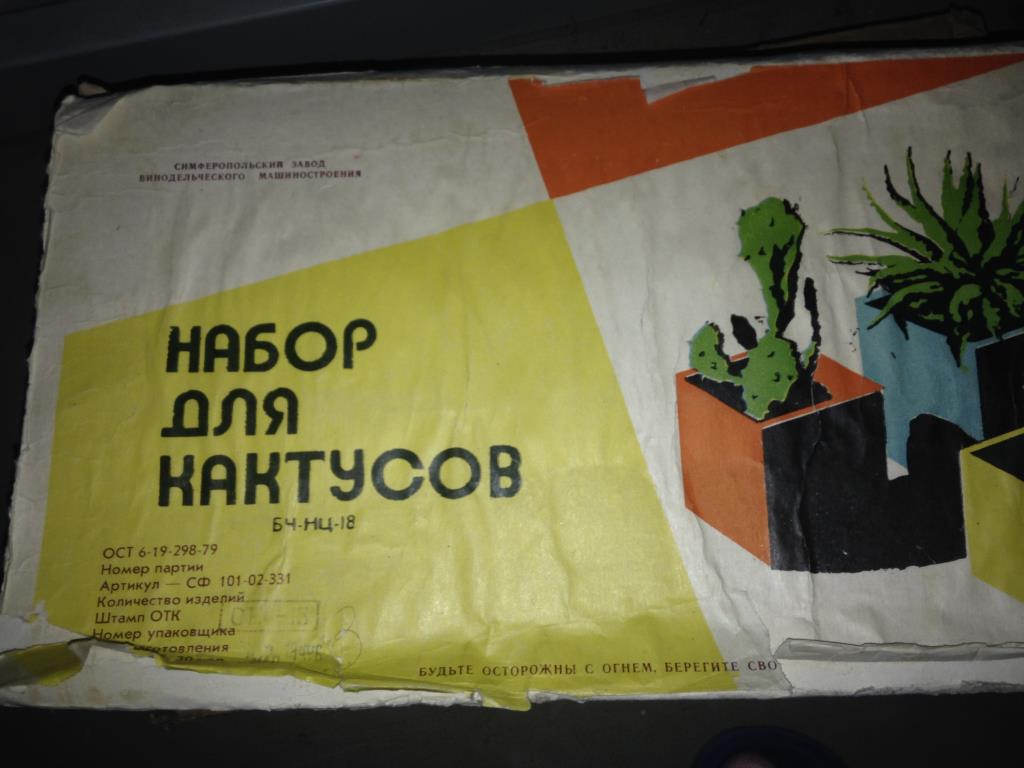 СИМФЕРОПОЛЬСКИЙ ЗАВОД
ВИНОДЕЛЬЧЕСКОГО МАШИНОСТРОЕНИЯ
НАБОР
ДЛЯ
КАКТУСОВ
БЧ-НЦ-18
ОСТ 6-19-298-79
Номер партии
Артикул — СФ 101-02-331
Количество изделий
Штамп ОТК
Номер упаковщика
БУДЬТЕ ОСТОРОЖНЫ С ОГНЕМ, БЕРЕГИТЕ СВО